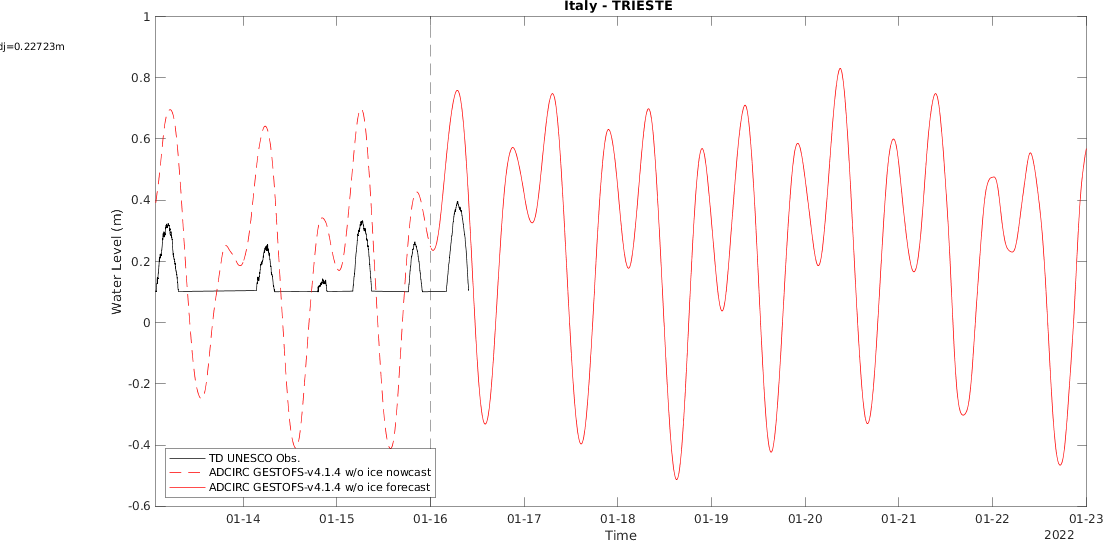 Italy - TRIESTE
dj=0.22723m
Water Level (m)
1
0.8
0.6
0.4
0.2
0
-0.2
-0.4
-0.6
TD UNESCO Obs.
ADCIRC GESTOFS-v4.1.4 w/o ice nowcast
ADCIRC GESTOFS-v4.1.4 w/o ice forecast
01-14 01-15 01-16 01-17 01-18 01-19 01-20 01-21 01-22 01-23
Time
2022